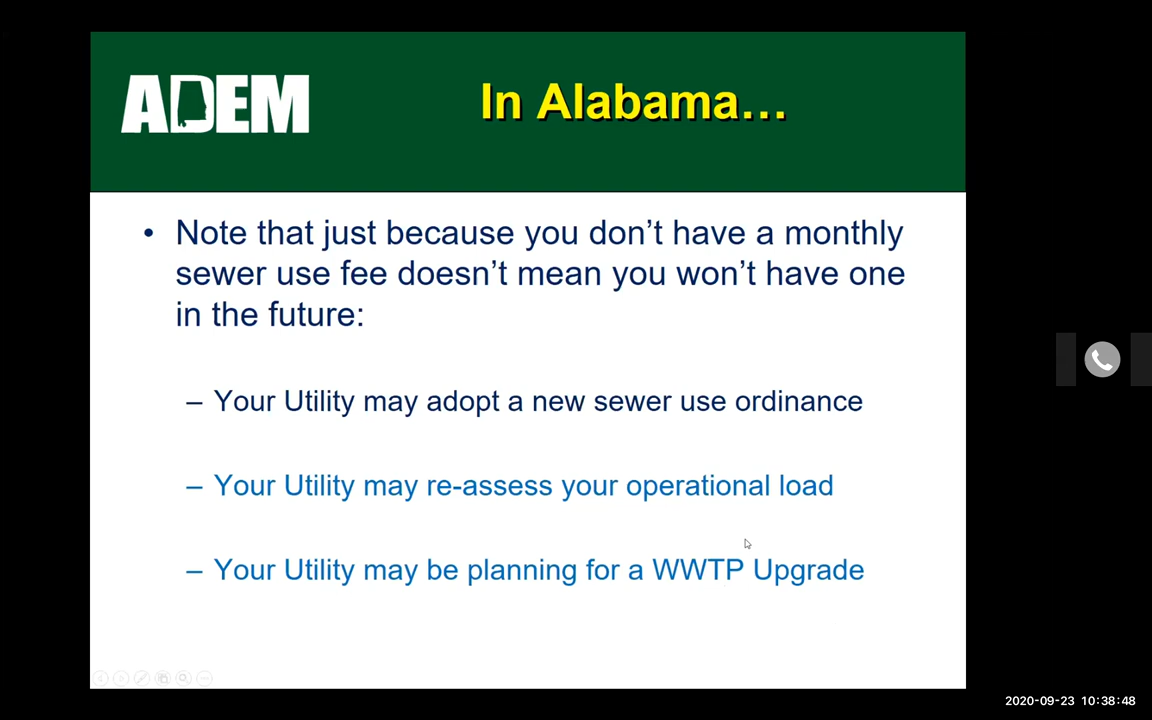 ADEM
In Alabama…
• Note that just because you don’t have a monthly
sewer use fee doesn’t mean you won’t have one
in the future:
– Your Utility may adopt a new sewer use ordinance
– Your Utility may re-assess your operational load
– Your Utility may be planning for a WWTP Upgrade
2020-09-23 10:38:48